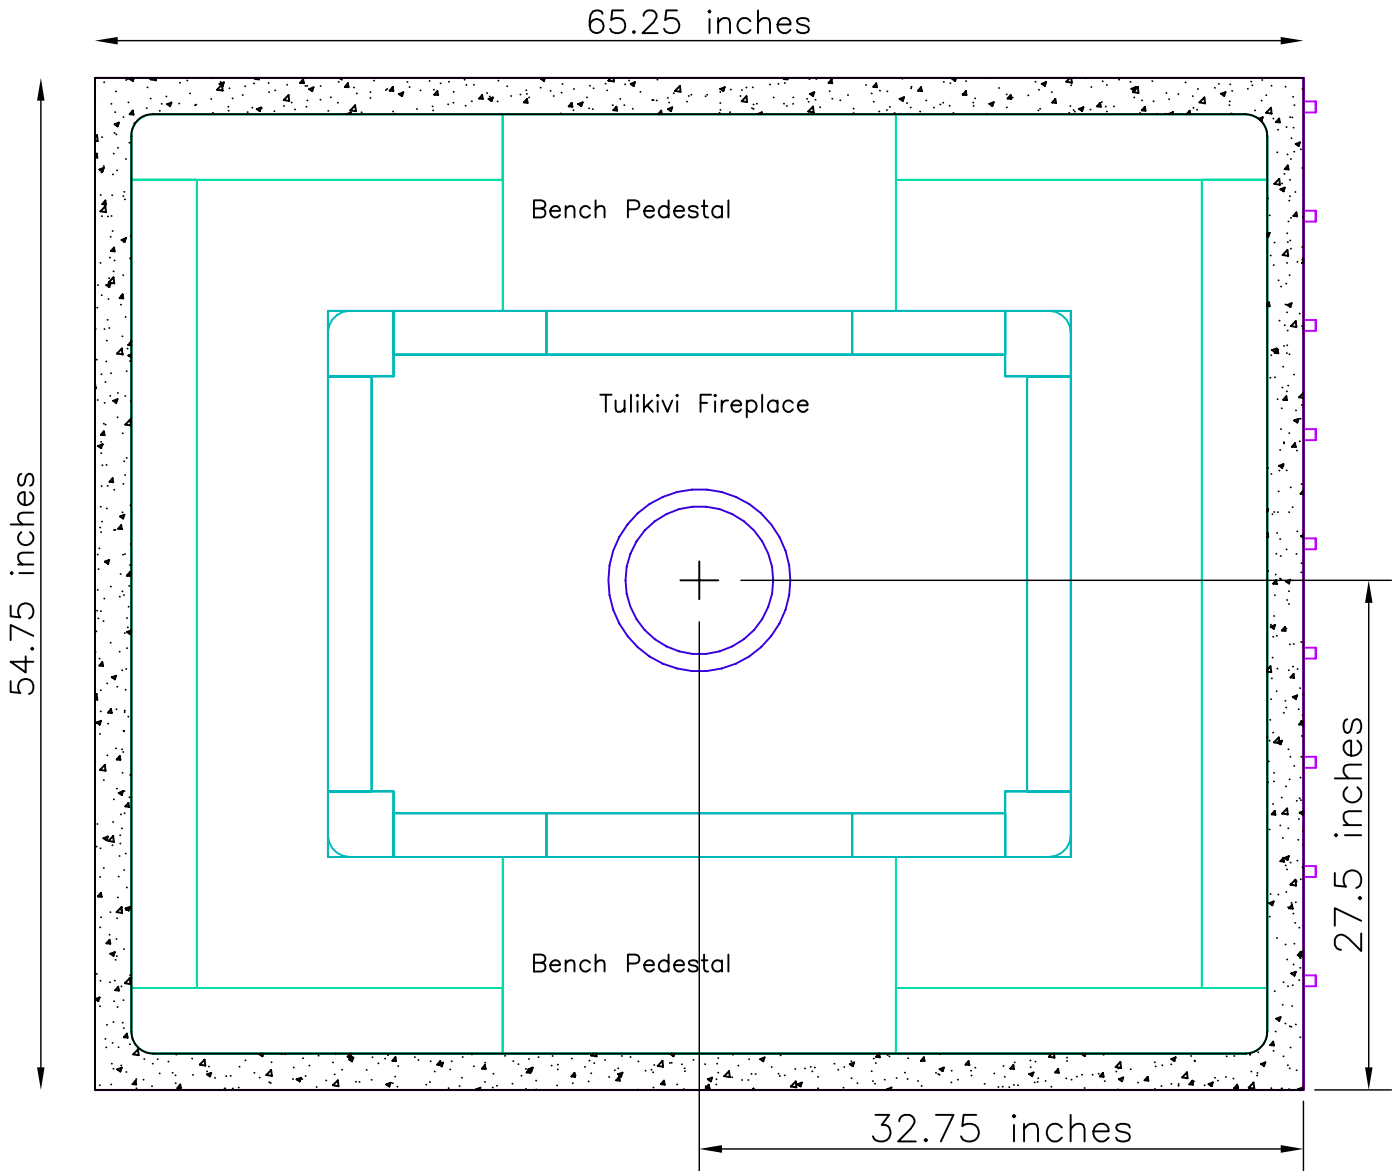 65.25 inches
Bench Pedestal
Tulikivi Fireplace
54.75 inches
27.5 inches
Bench Pedestal
32.75 inches